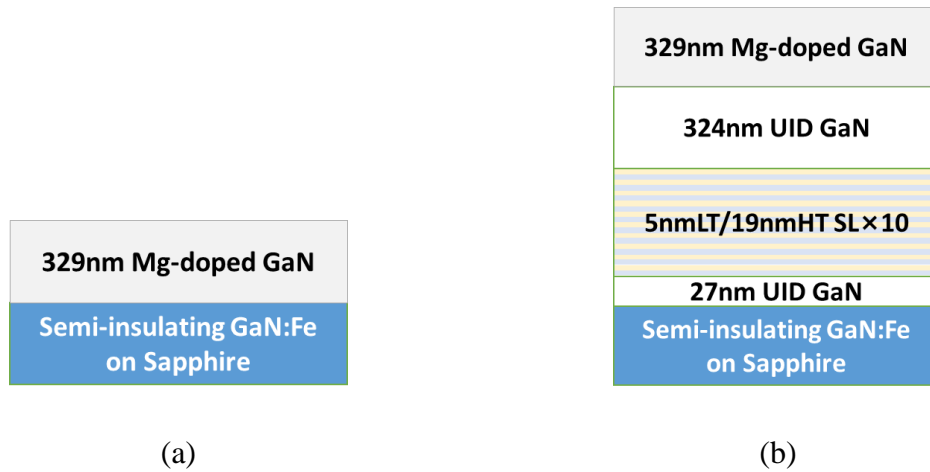 329nm Mg-doped GaN
Semi-insulating GaN:Fe
on Sapphire
(a)
329nm Mg-doped GaN
324nm UID GaN
5nmLT/19nmHT SL×10
27nm UID GaN
Semi-insulating GaN:Fe
on Sapphire
(b)